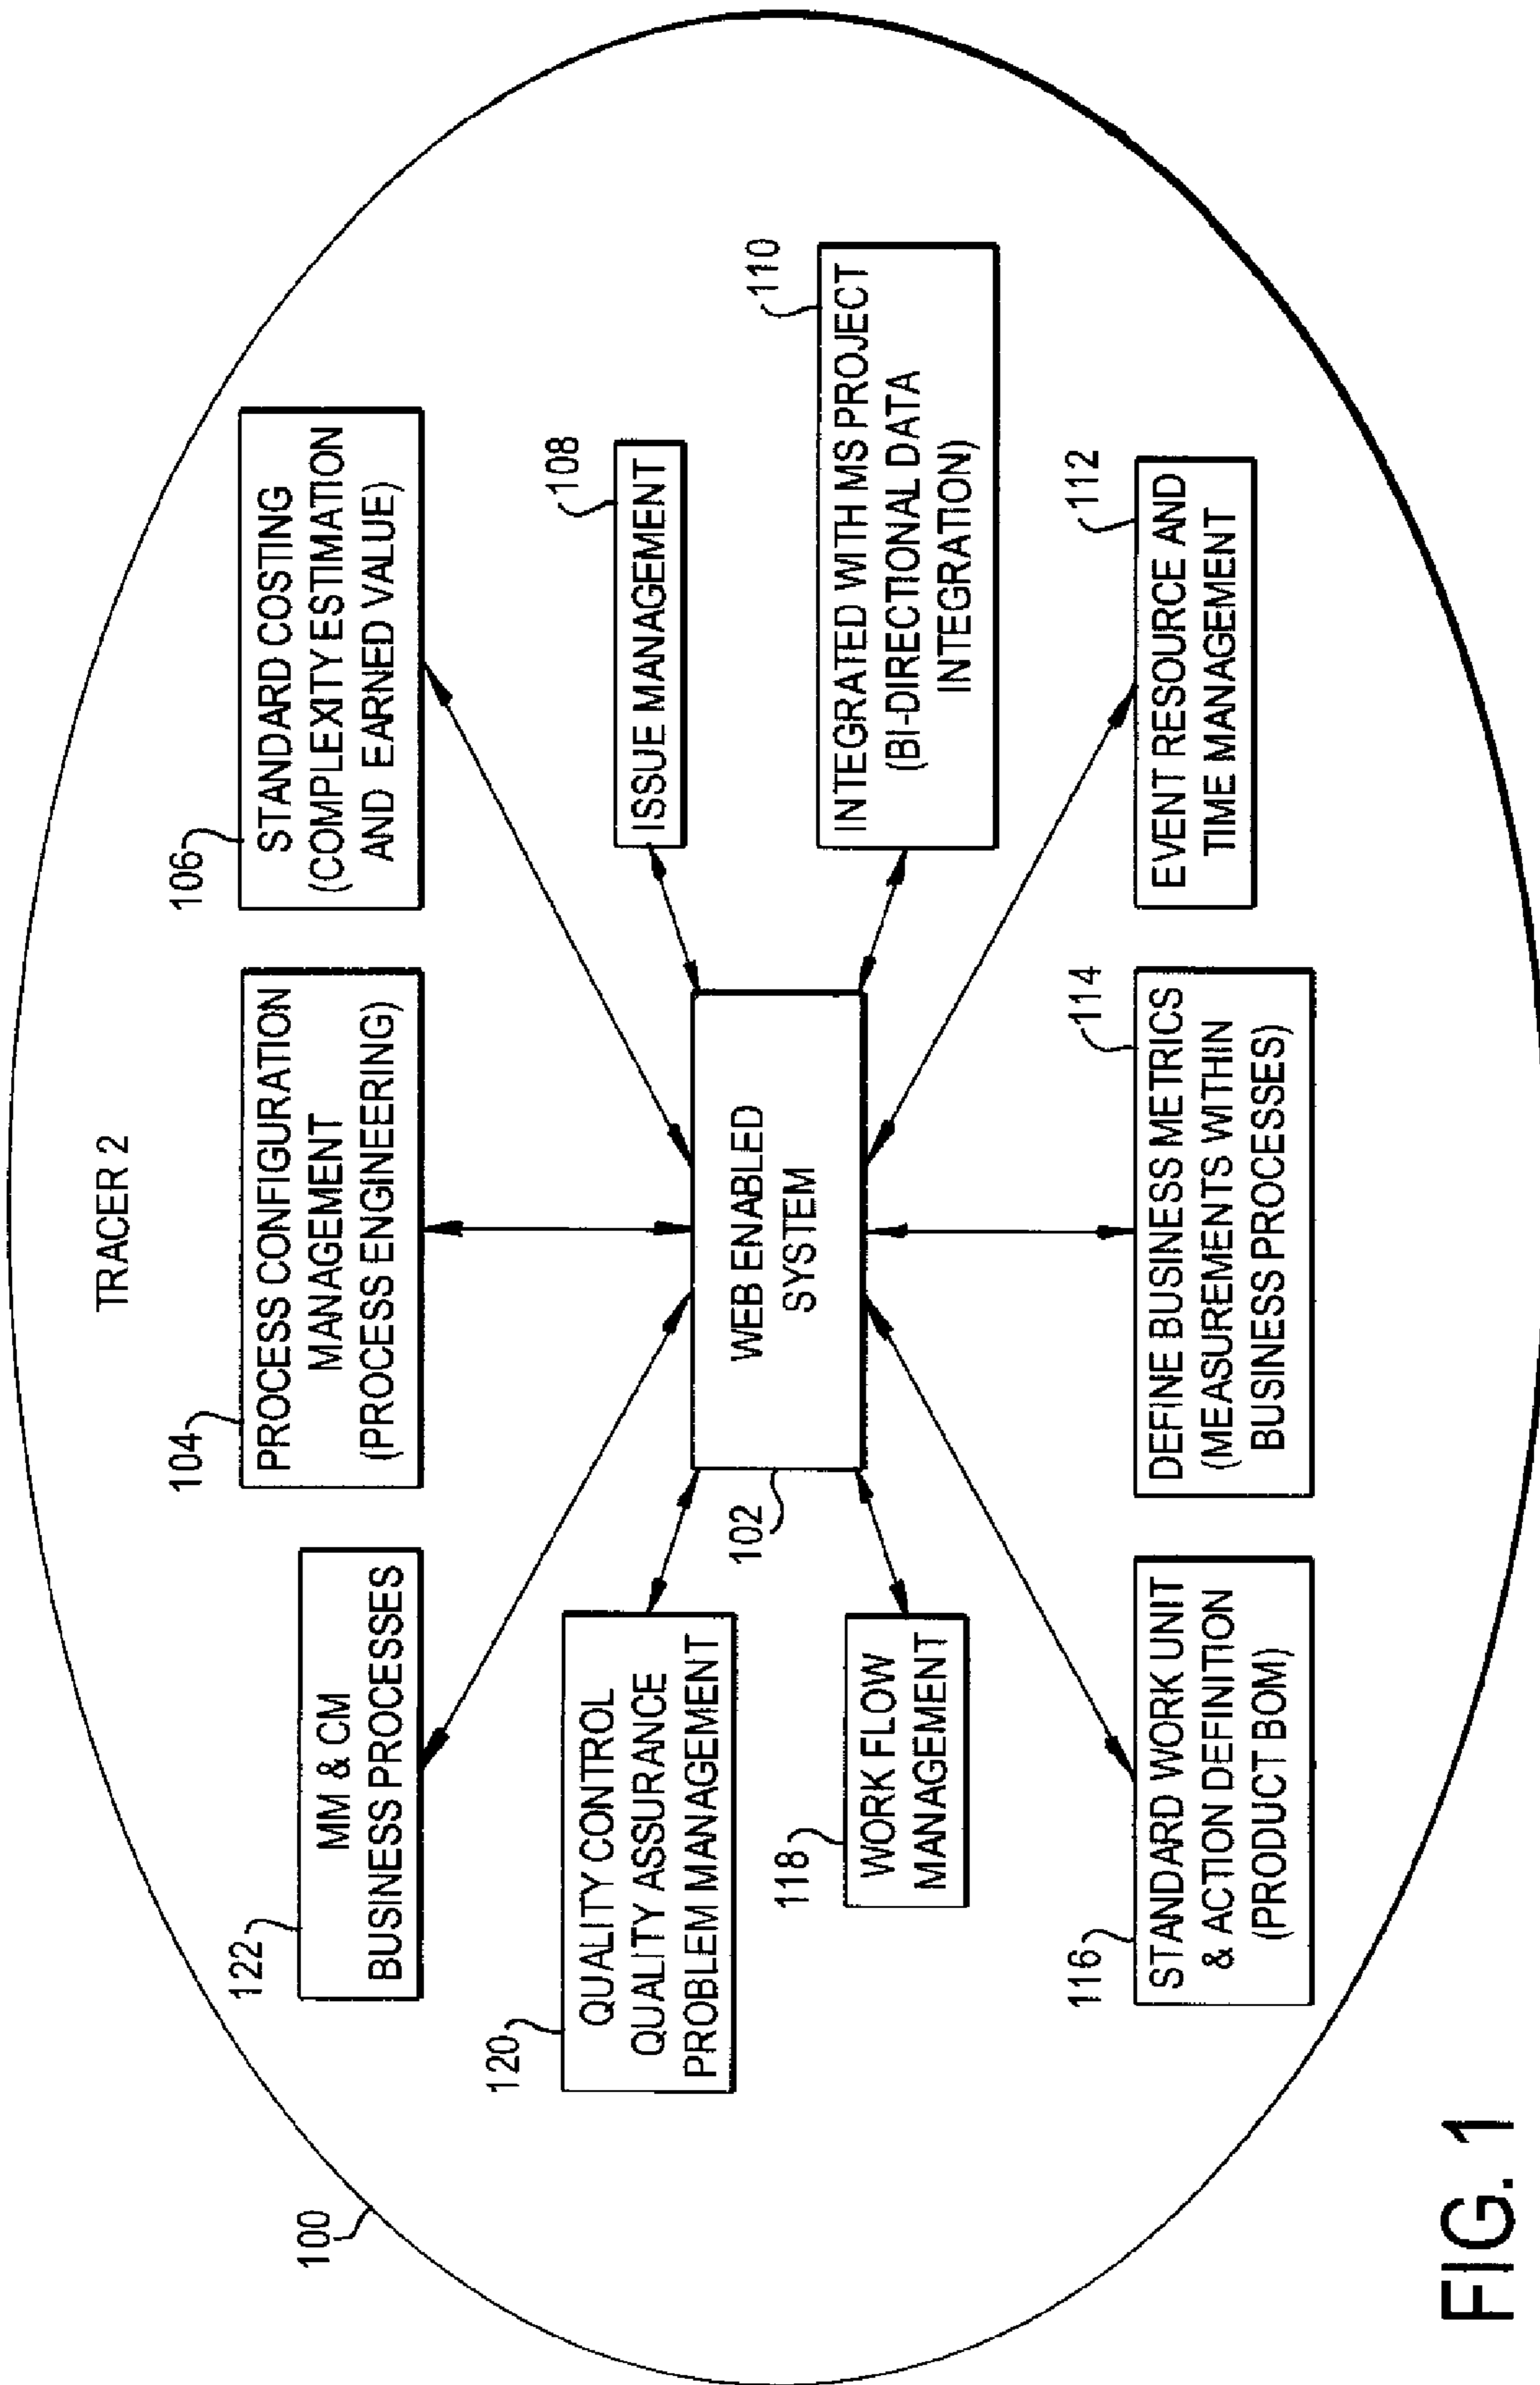 TRACER 2
100
122
MM & CM
BUSINESS PROCESSES
104
PROCESS CONFIGURATION
MANAGEMENT
(PROCESS ENGINEERING)
106
STANDARD COSTING
(COMPLEXITY ESTIMATION
AND EARNED VALUE)
120
QUALITY CONTROL
QUALITY ASSURANCE
PROBLEM MANAGEMENT
108
ISSUE MANAGEMENT
102
WEB ENABLED
SYSTEM
118
WORK FLOW
MANAGEMENT
110
INTEGRATED WITH MS PROJECT
(BI-DIRECTIONAL DATA
INTEGRATION)
116
STANDARD WORK UNIT
& ACTION DEFINITION
(PRODUCT BOM)
114
DEFINE BUSINESS METRICS
(MEASUREMENTS WITHIN
BUSINESS PROCESSES)
112
EVENT RESOURCE AND
TIME MANAGEMENT
FIG. 1